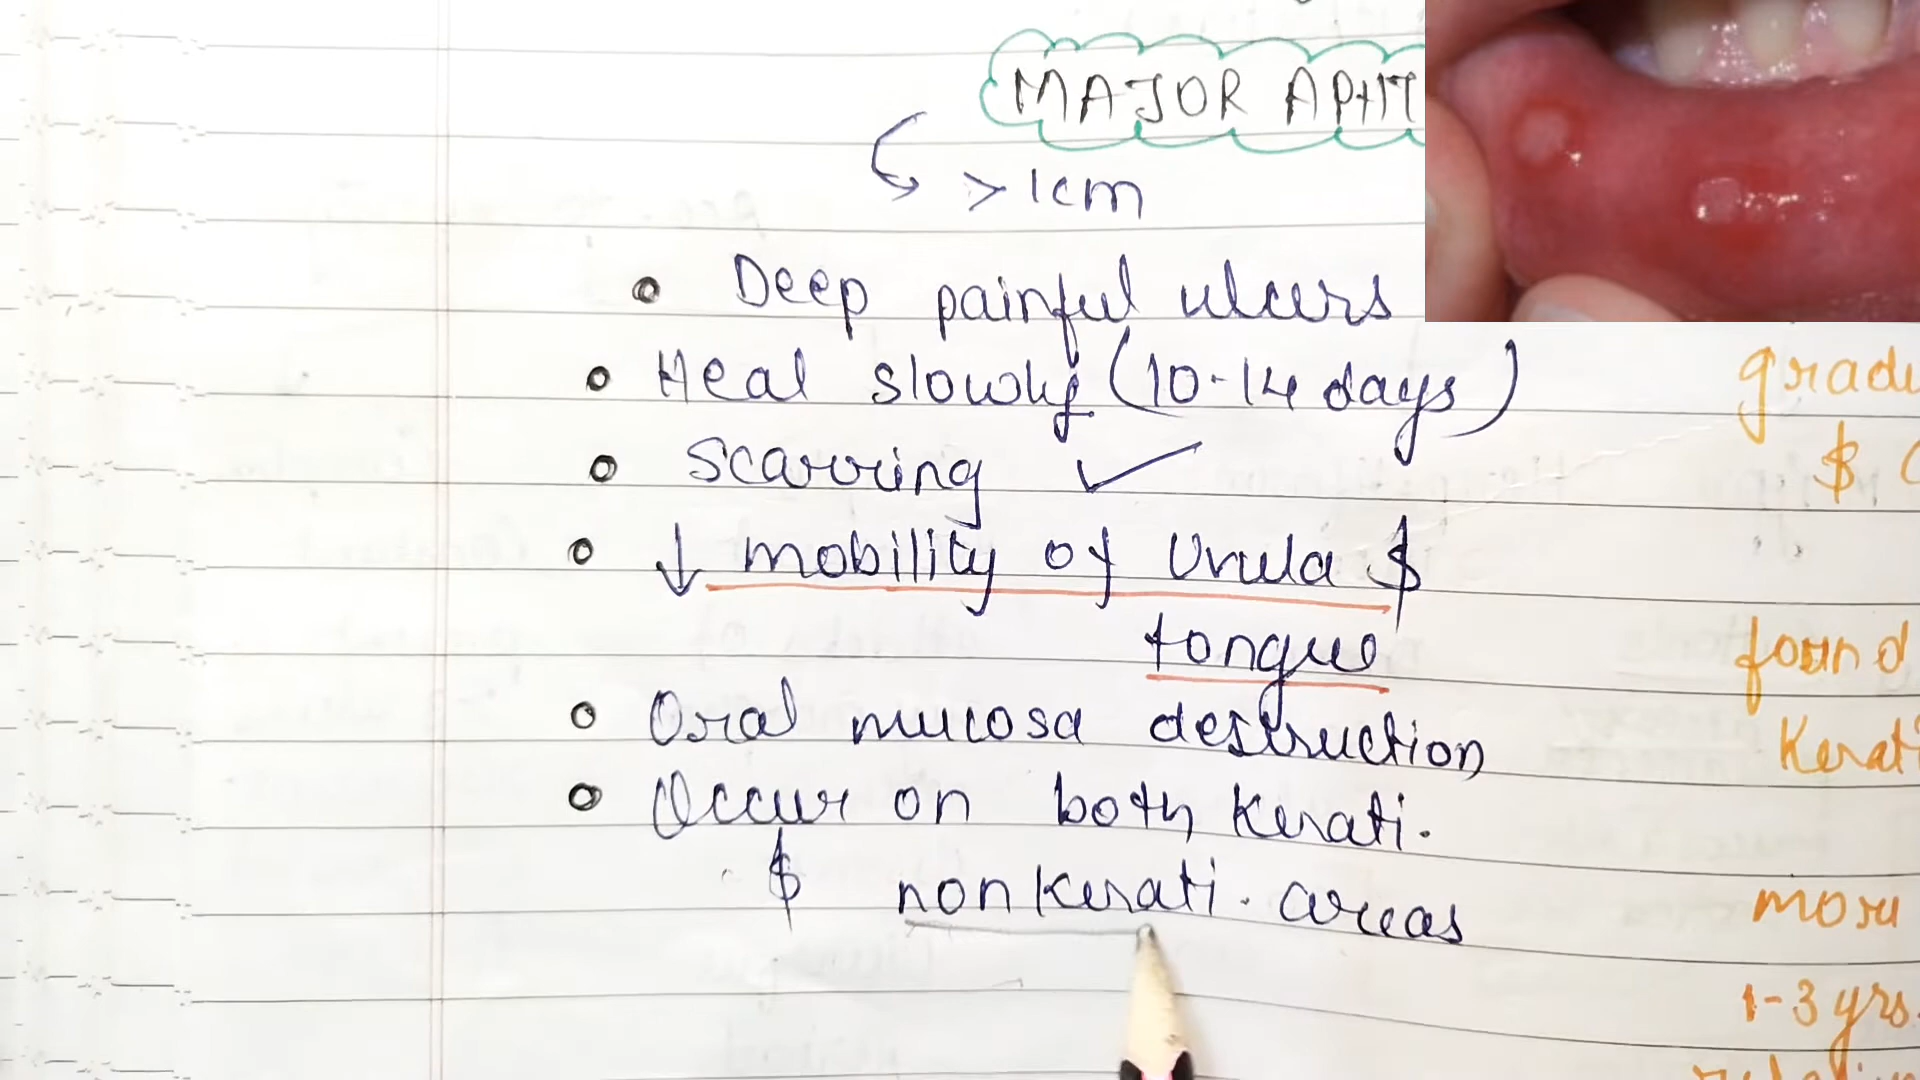 MAJOR APHT
> 1cm
Deep painful ulcers
Heal slowly (10-14 days)
Scarring ✓
↓ mobility of Uvula $
tongue
Oral mucosa destruction
Occur on both Kerati.
$ nonkerati. areas
gradu
$
found
Kerati
more
1-3 yrs.